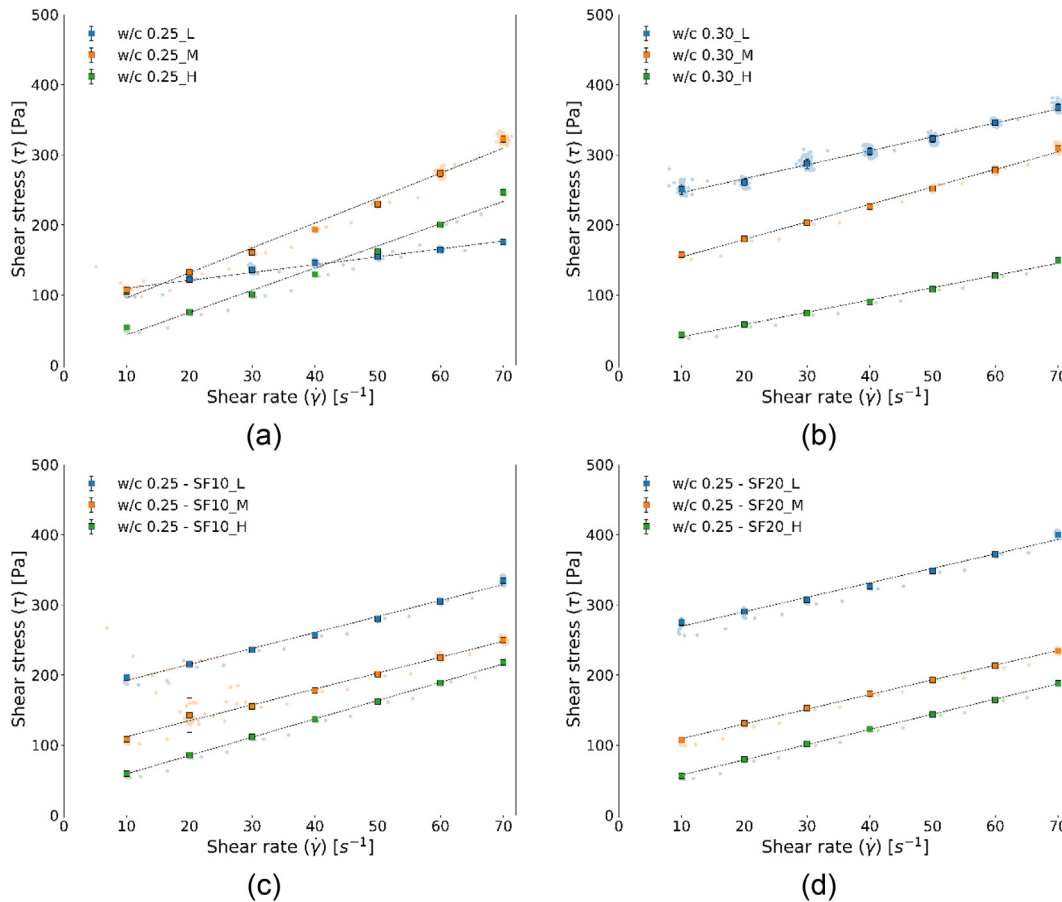 500
400
300
200
100
0
Shear stress (τ) [Pa]
w/c 0.25_L
w/c 0.25_M
w/c 0.25_H
0 10 20 30 40 50 60 70
Shear rate (γ̇) [s⁻¹]
(a)
500
400
300
200
100
0
Shear stress (τ) [Pa]
w/c 0.30_L
w/c 0.30_M
w/c 0.30_H
0 10 20 30 40 50 60 70
Shear rate (γ̇) [s⁻¹]
(b)
500
400
300
200
100
0
Shear stress (τ) [Pa]
w/c 0.25 - SF10_L
w/c 0.25 - SF10_M
w/c 0.25 - SF10_H
0 10 20 30 40 50 60 70
Shear rate (γ̇) [s⁻¹]
(c)
500
400
300
200
100
0
Shear stress (τ) [Pa]
w/c 0.25 - SF20_L
w/c 0.25 - SF20_M
w/c 0.25 - SF20_H
0 10 20 30 40 50 60 70
Shear rate (γ̇) [s⁻¹]
(d)